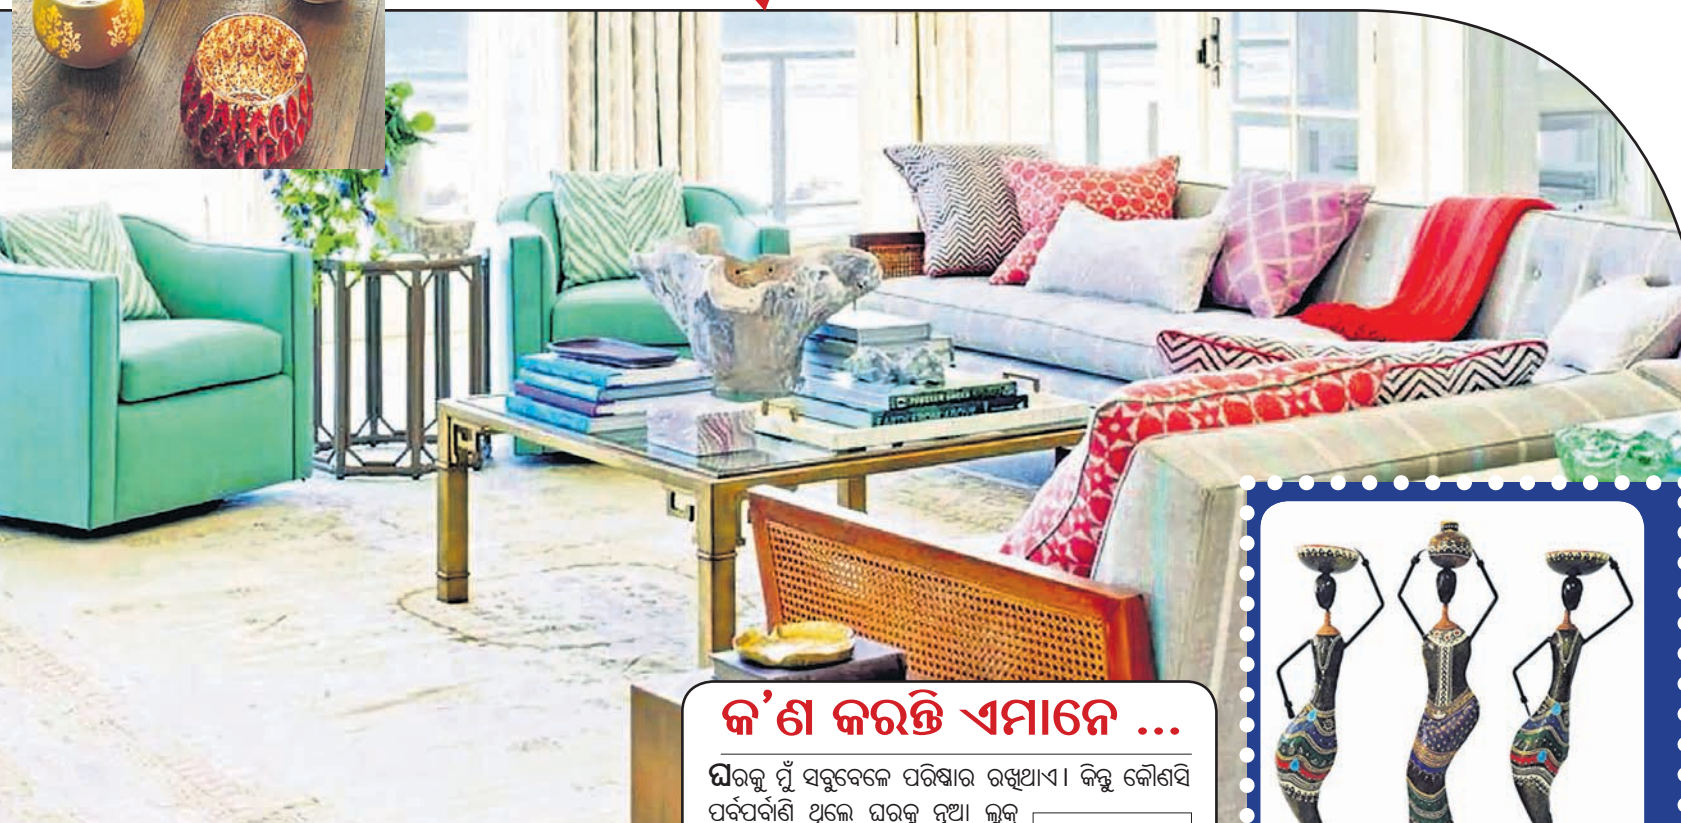 କ'ଣ କରନ୍ତି ଏମାନେ ...
ଘରକୁ ମୁଁ ସବୁବେଳେ ପରିଷ୍କାର ରଖିଥାଏ। କିନ୍ତୁ କୌଣସି
ପର୍ବପର୍ବାଣି ଥିଲେ ଘରକୁ ନୂଆ ଲୁକ୍